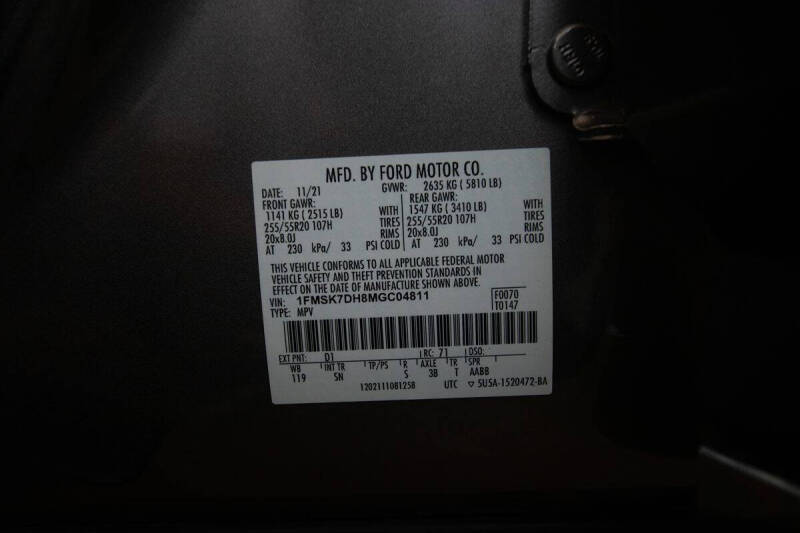 MFD. BY FORD MOTOR CO.
DATE: 11/21 GVWR: 2635 KG ( 5810 LB)
FRONT GAWR: REAR GAWR:
1141 KG ( 2515 LB) WITH 1547 KG ( 3410 LB) WITH
255/55R20 107H TIRES 255/55R20 107H TIRES
20x8.0J RIMS 20x8.0J RIMS
AT 230 kPa/ 33 PSI COLD AT 230 kPa/ 33 PSI COLD
THIS VEHICLE CONFORMS TO ALL APPLICABLE FEDERAL MOTOR
VEHICLE SAFETY AND THEFT PREVENTION STANDARDS IN
EFFECT ON THE DATE OF MANUFACTURE SHOWN ABOVE.
VIN: 1FMSK7DH8MGC04811 F0070
TYPE: MPV T0147
EXT PNT: D1 RC: 71 DSO:
WB INT TR TP/PS R AXLE TR SPR
119 SN S 3B T AABB
1202111081258 UTC ▽ 5USA-1520472-BA